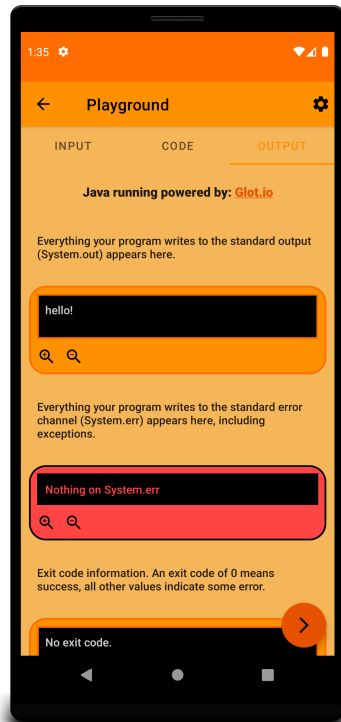 1:35
Playground
INPUT
CODE
OUTPUT
Java running powered by: Glot.io
Everything your program writes to the standard output
(System.out) appears here.
hello!
Everything your program writes to the standard error
channel (System.err) appears here, including
exceptions.
Nothing on System.err
Exit code information. An exit code of 0 means
success, all other values indicate some error.
No exit code.